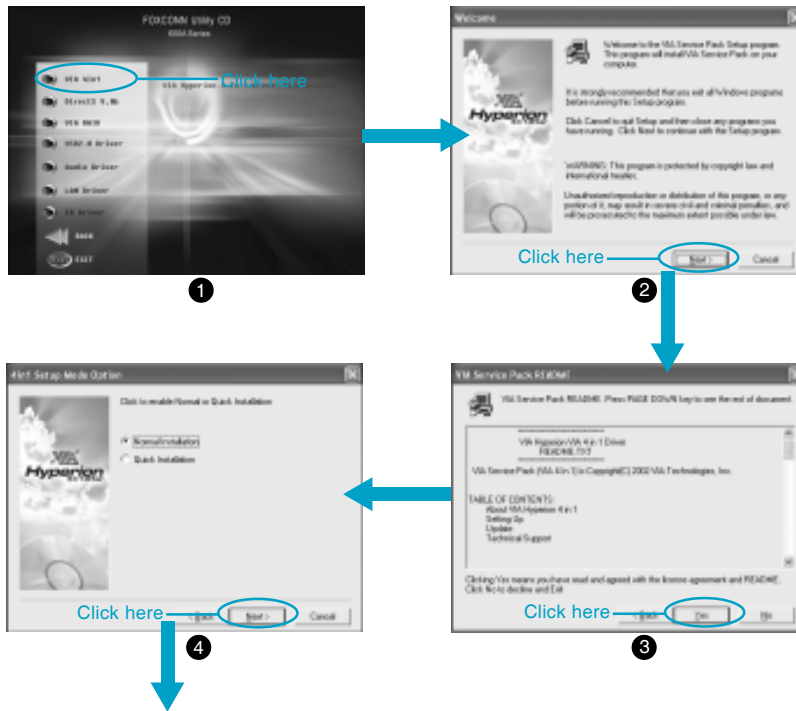 FOXCONN Utility CD
Click here
VIA 4in1
VIA Hyperion
DirectX 9.0b
VIA RAID
USB2.0 Driver
Audio Driver
LAN Driver
BACK
EXIT
1
Welcome
Welcome to the VIA Service Pack Setup program.
This program will install VIA Service Pack on your
computer.
It is strongly recommended that you exit all Windows programs
before running this Setup program.
Click Cancel to quit Setup and then close any programs you
have running. Click Next to continue with the Setup program.
WARNING: This program is protected by copyright law and
international treaties.
Unauthorized reproduction or distribution of this program, or any
portion of it, may result in severe civil and criminal penalties, and
will be prosecuted to the maximum extent possible under law.
VIA
Hyperion
Click here
Next >
Cancel
2
VIA Service Pack README
VIA Service Pack README. Press PAGE DOWN key to see the rest of document.
VIA Hyperion VIA 4 in 1 Driver
README.TXT
VIA Service Pack (VIA 4 in 1) is Copyright(C) 2002 VIA Technologies, Inc.
TABLE OF CONTENTS:
About VIA Hyperion 4 in 1
Setting Up
Update
Technical Support
Clicking Yes means you have read and agreed with the license agreement and README.
Click No to decline and Exit
Click here
< Back
Yes
No
3
4in1 Setup Mode Option
Click to enable Normal or Quick Installation
Normal Installation
Quick Installation
VIA
Hyperion
Click here
< Back
Next >
Cancel
4